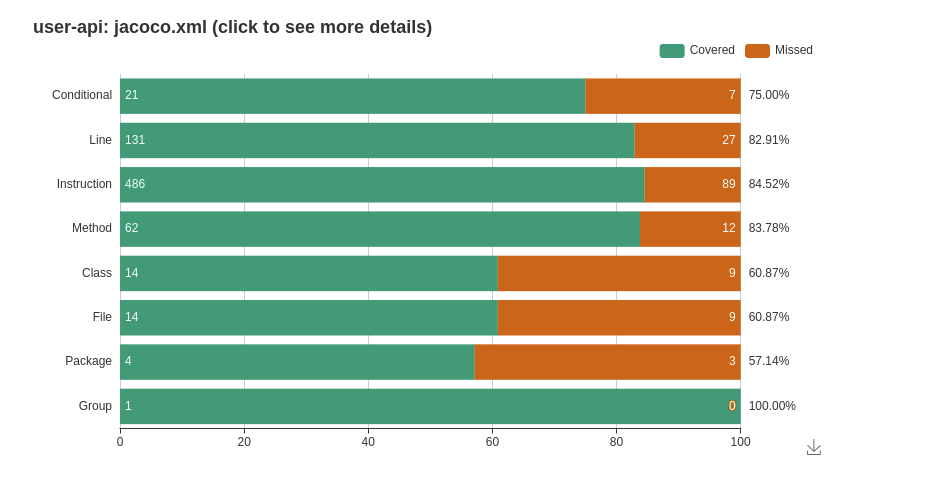 user-api: jacoco.xml (click to see more details)
Covered Missed
Conditional 21 7 75.00%
Line 131 27 82.91%
Instruction 486 89 84.52%
Method 62 12 83.78%
Class 14 9 60.87%
File 14 9 60.87%
Package 4 3 57.14%
Group 1 0 100.00%
0 20 40 60 80 100